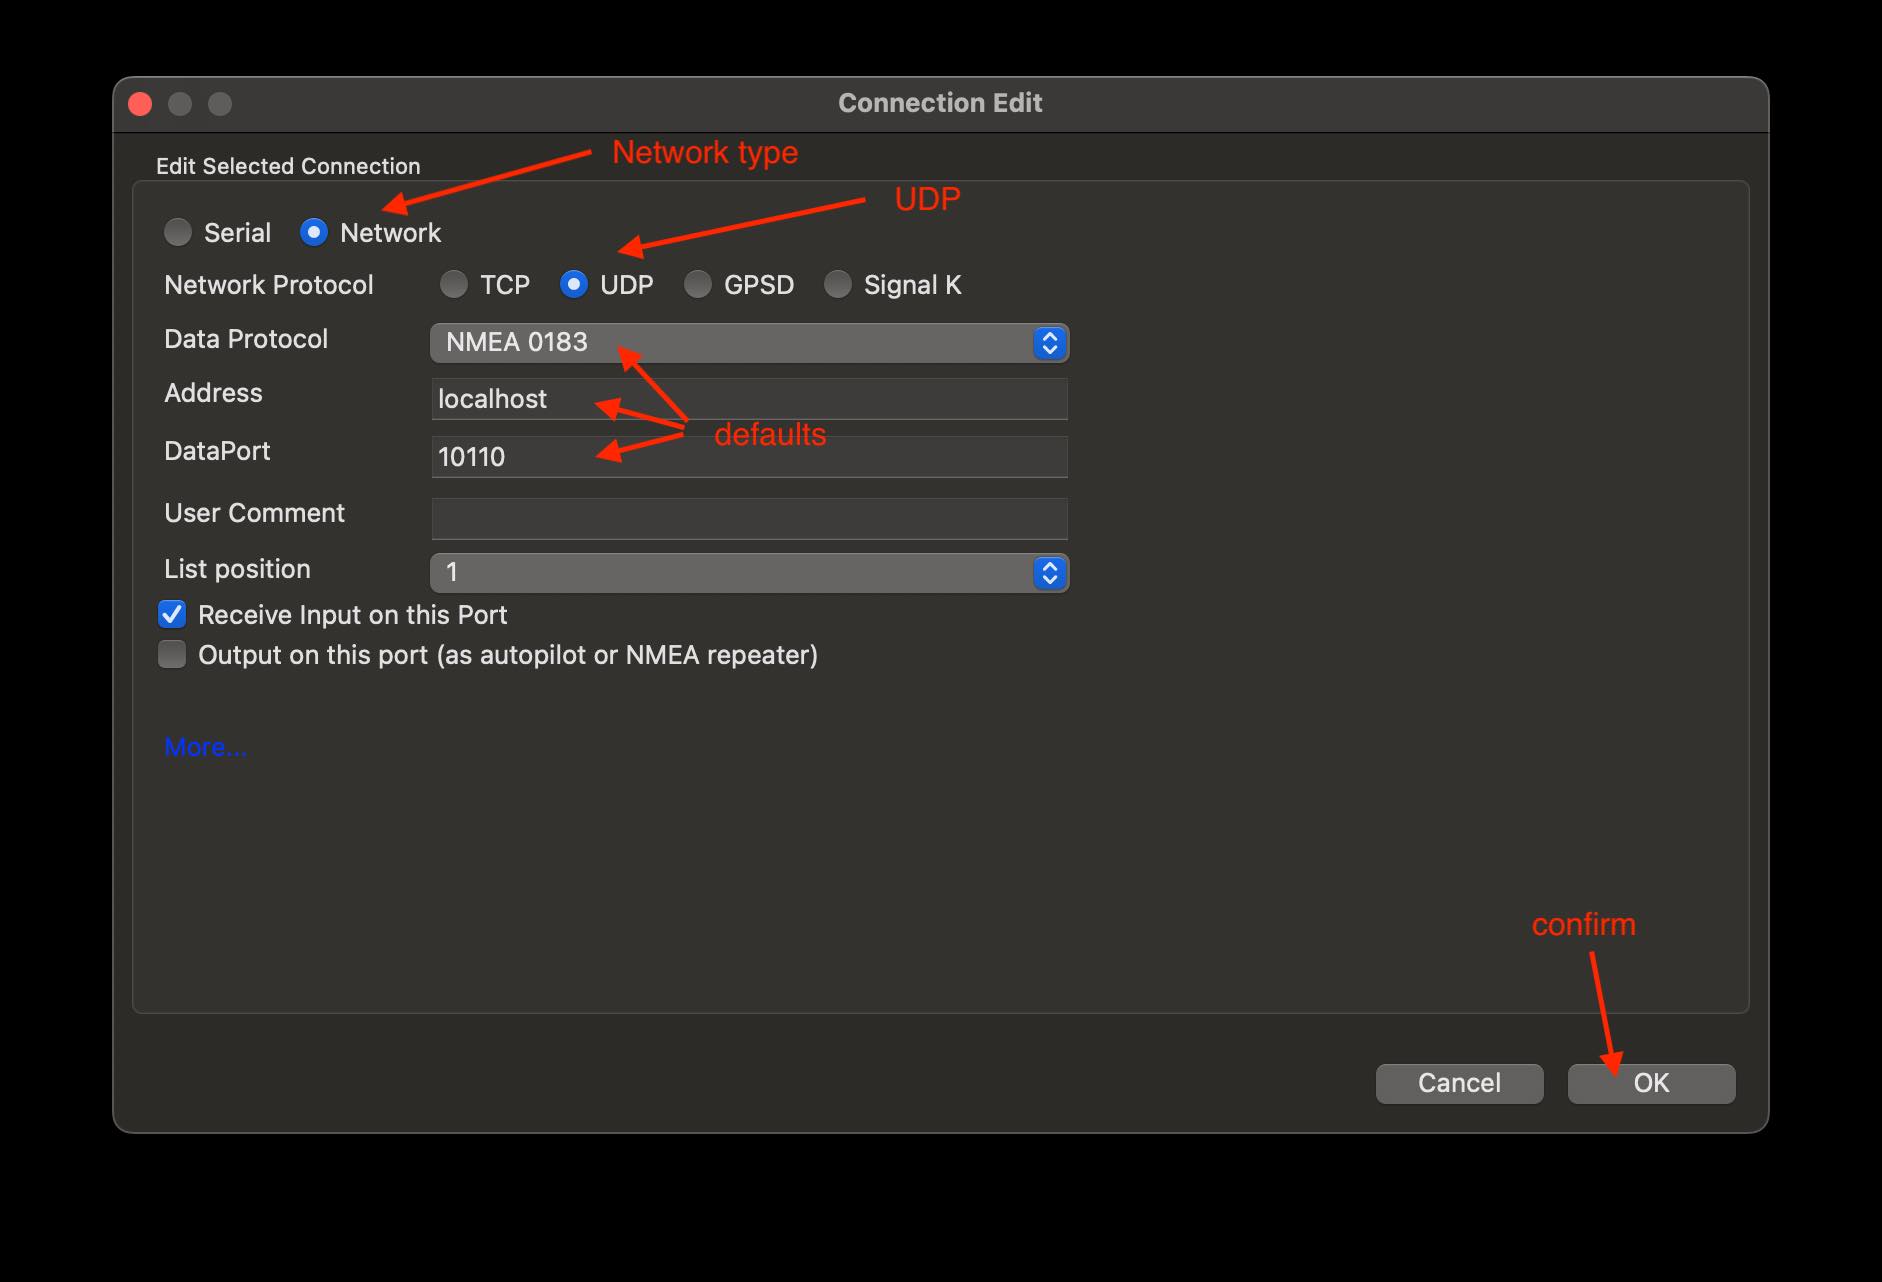 Connection Edit
Edit Selected Connection
Network type
UDP
Serial Network
Network Protocol TCP UDP GPSD Signal K
Data Protocol NMEA 0183
Address localhost
defaults
DataPort 10110
User Comment
List position 1
Receive Input on this Port
Output on this port (as autopilot or NMEA repeater)
More...
confirm
Cancel OK